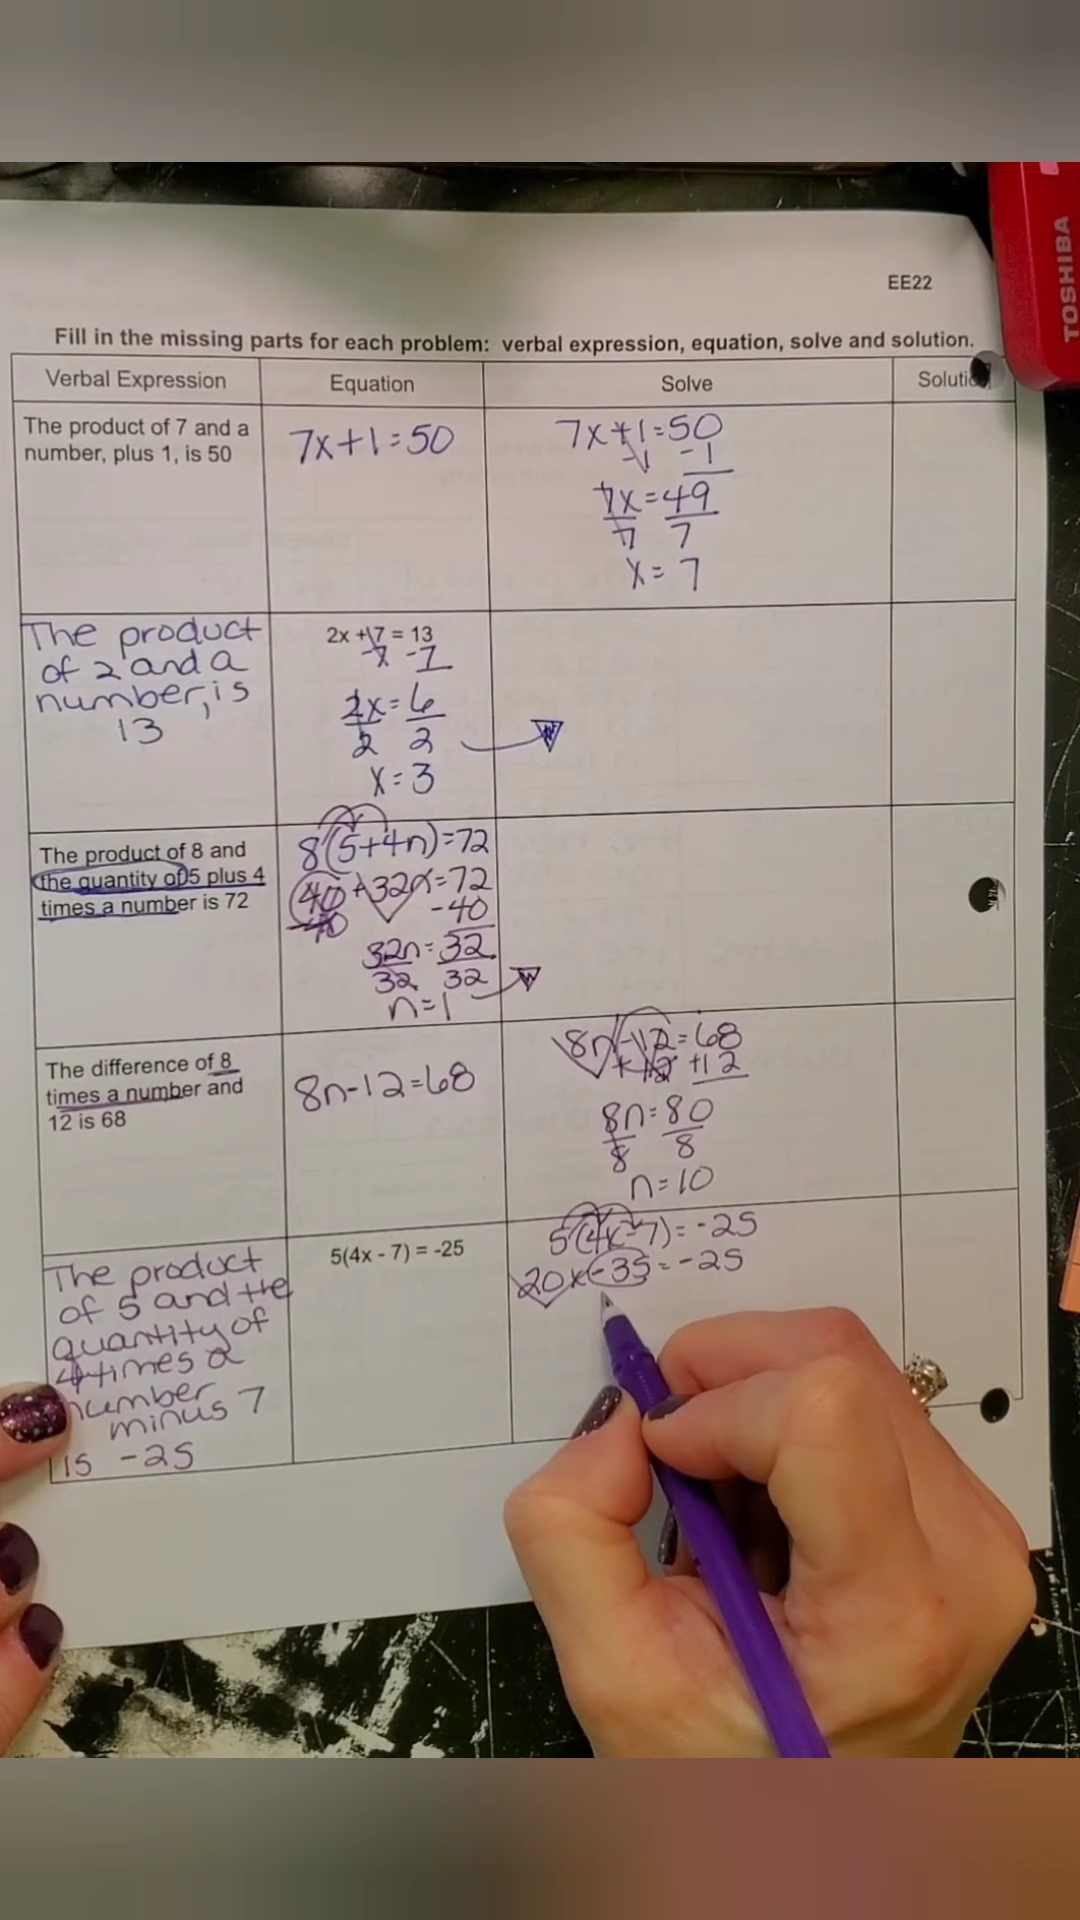 TOSHIBA
EE22
Fill in the missing parts for each problem: verbal expression, equation, solve and solution.
Verbal Expression
Equation
Solve
The product of 7 and a
number, plus 1, is 50
7x+1=50
7x+1=50
-1 -1
7x=49
7 7
x=7
The product
of 2 and a
number, is
13
2x + 7 = 13
-7 -7
2x=6
2 2
x=3
The product of 8 and
the quantity of 5 plus 4
times a number is 72
8(5+4n)=72
40+32n=72
-40 -40
32n=32
32 32
n=1
The difference of 8
times a number and
12 is 68
8n-12=68
8n-12=68
+12 +12
8n=80
8 8
n=10
The product
of 5 and the
quantity of
4 times a
number
minus 7
is -25
5(4x - 7) = -25
5(4x-7)=-25
20x-35=-25